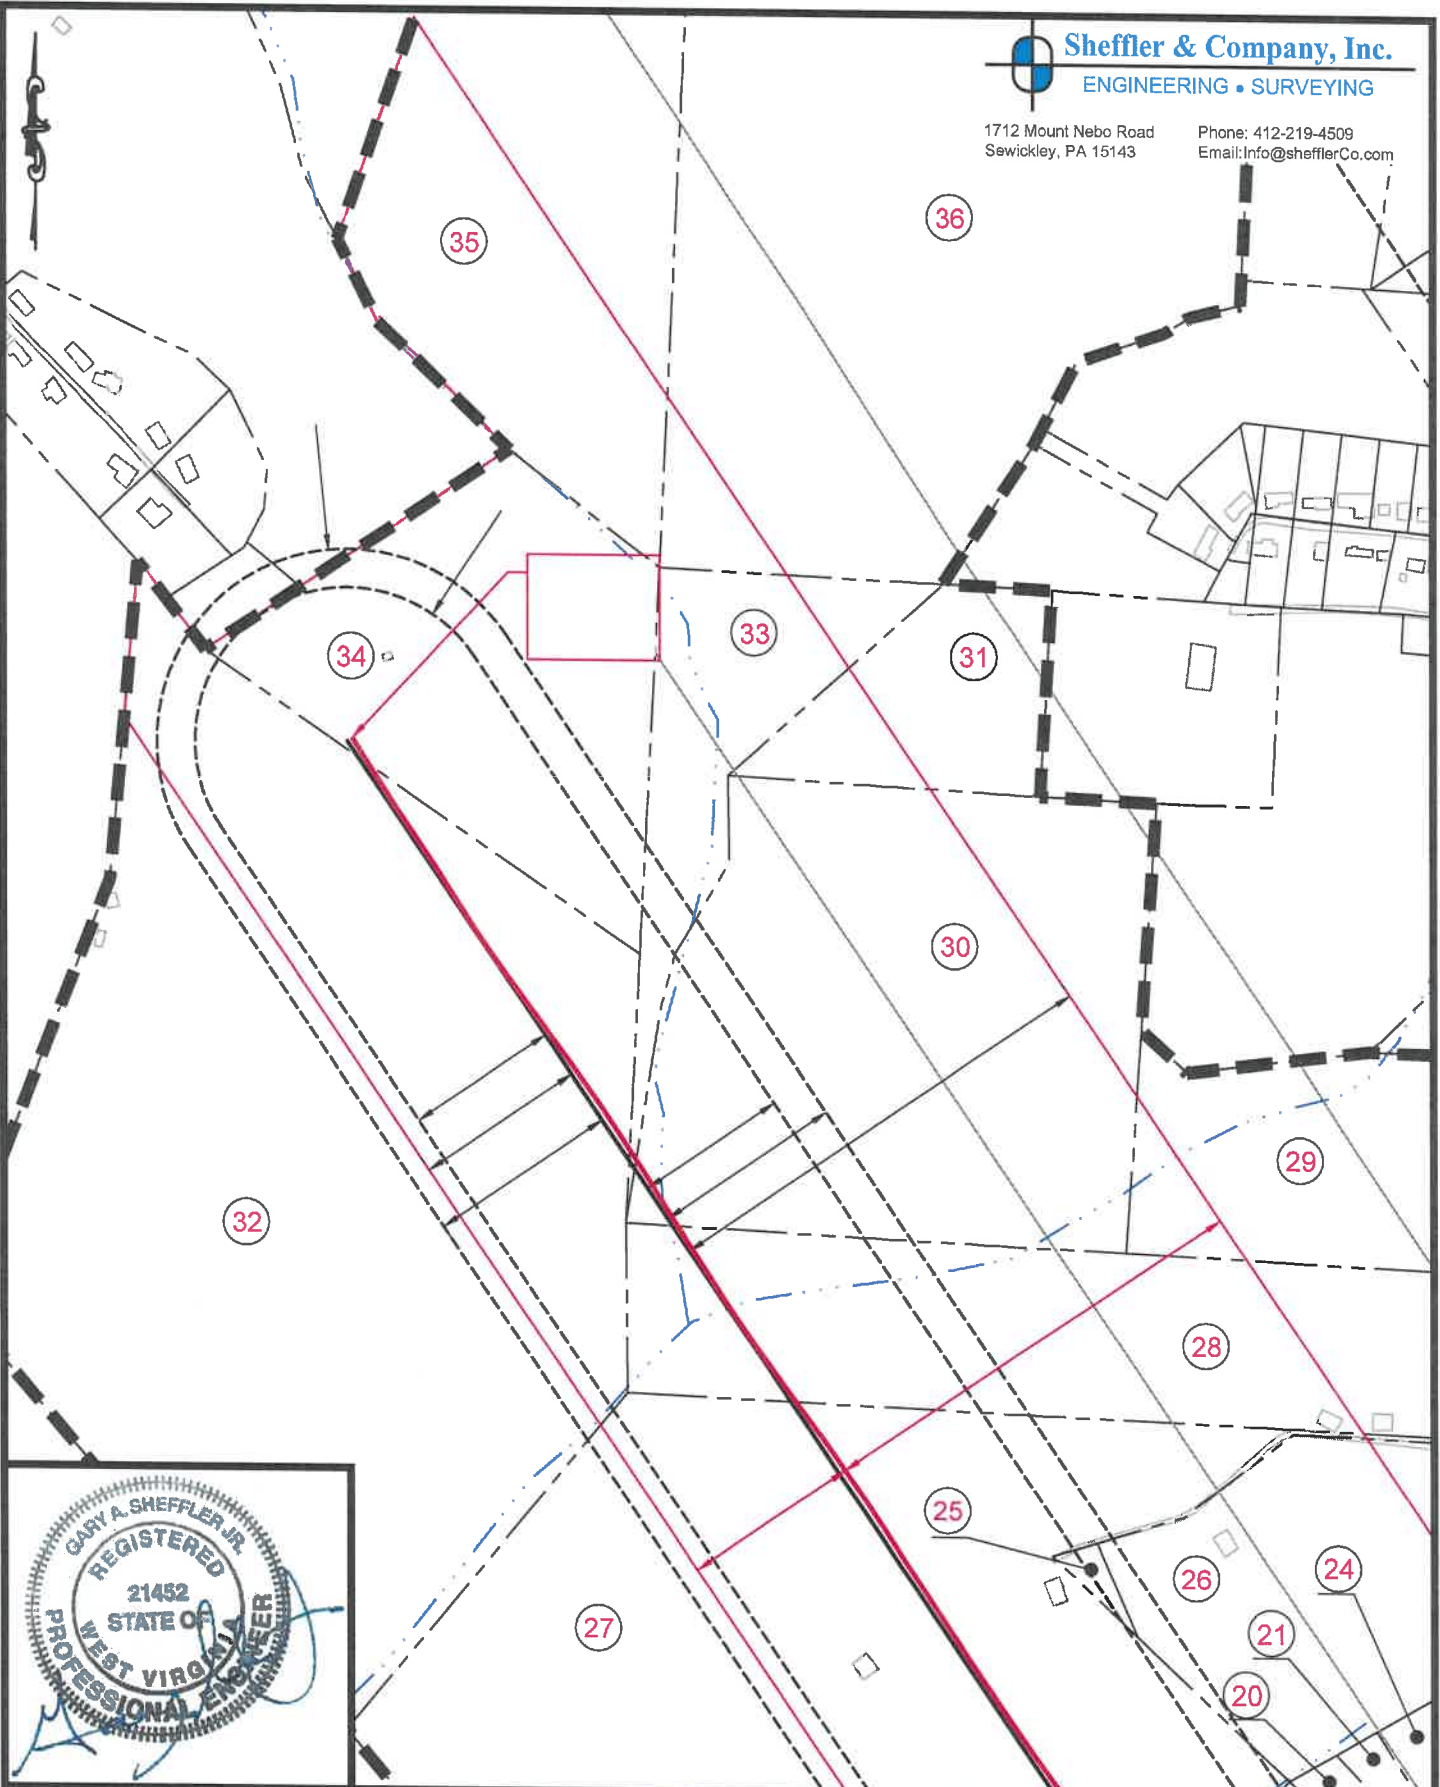 Sheffler & Company, Inc.
ENGINEERING • SURVEYING
1712 Mount Nebo Road
Sewickley, PA 15143
Phone: 412-219-4509
Email:Info@shefflerCo.com
36
35
33
31
34
30
29
32
28
25
26
24
27
21
20
GARY A. SHEFFLER JR.
REGISTERED
21452
STATE OF
WEST VIRGINIA
PROFESSIONAL ENGINEER